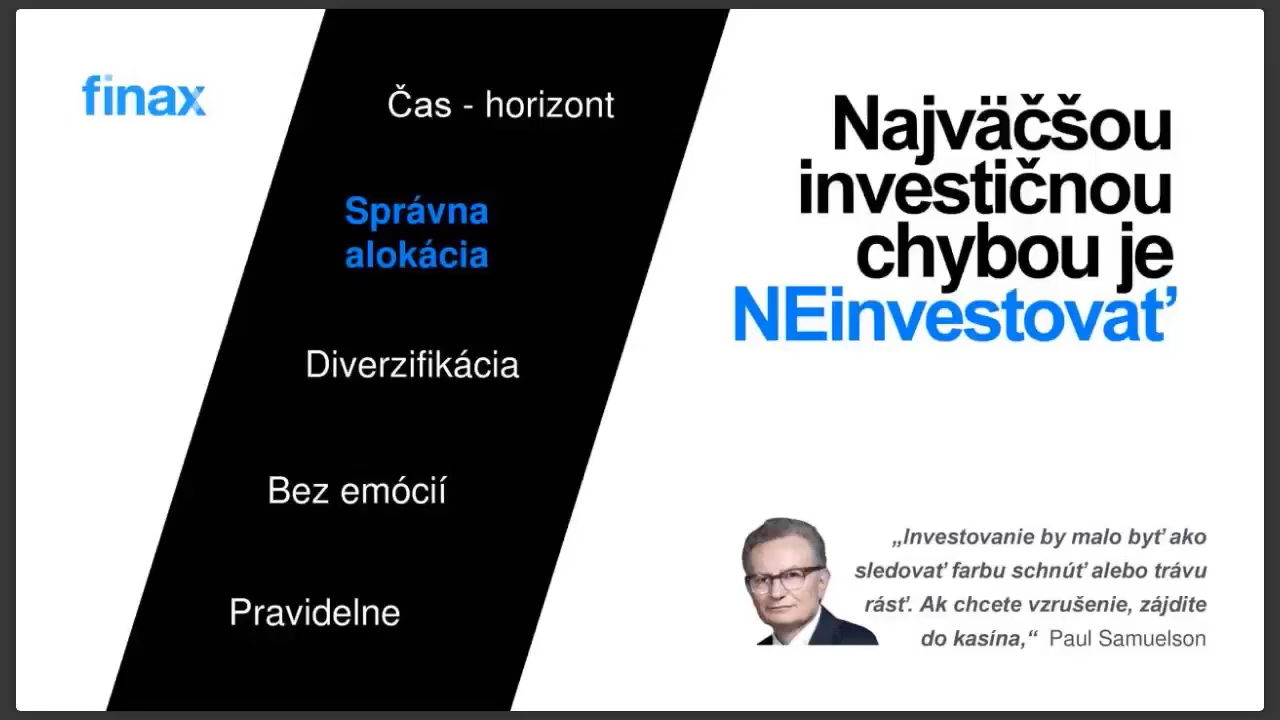 finax
Čas - horizont
Správna
alokácia
Diverzifikácia
Bez emócií
Pravidelne
Najväčšou
investičnou
chybou je
NEinvestovať
„Investovanie by malo byť ako
sledovať farbu schnúť alebo trávu
rásť. Ak chcete vzrušenie, zájdite
do kasína,“ Paul Samuelson